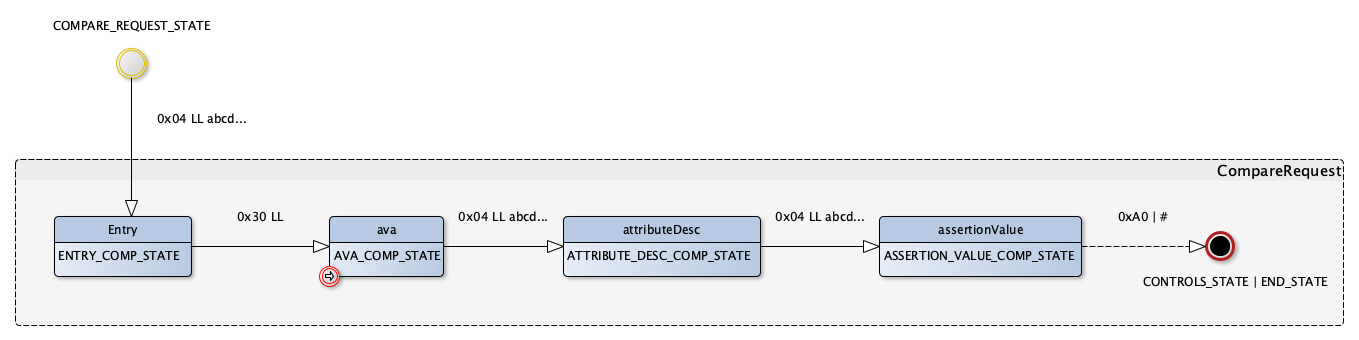 COMPARE_REQUEST_STATE
0x04 LL abcd...
CompareRequest
0x30 LL
0x04 LL abcd...
0x04 LL abcd...
0xA0 | #
Entry
ENTRY_COMP_STATE
ava
AVA_COMP_STATE
attributeDesc
ATTRIBUTE_DESC_COMP_STATE
assertionValue
ASSERTION_VALUE_COMP_STATE
CONTROLS_STATE | END_STATE